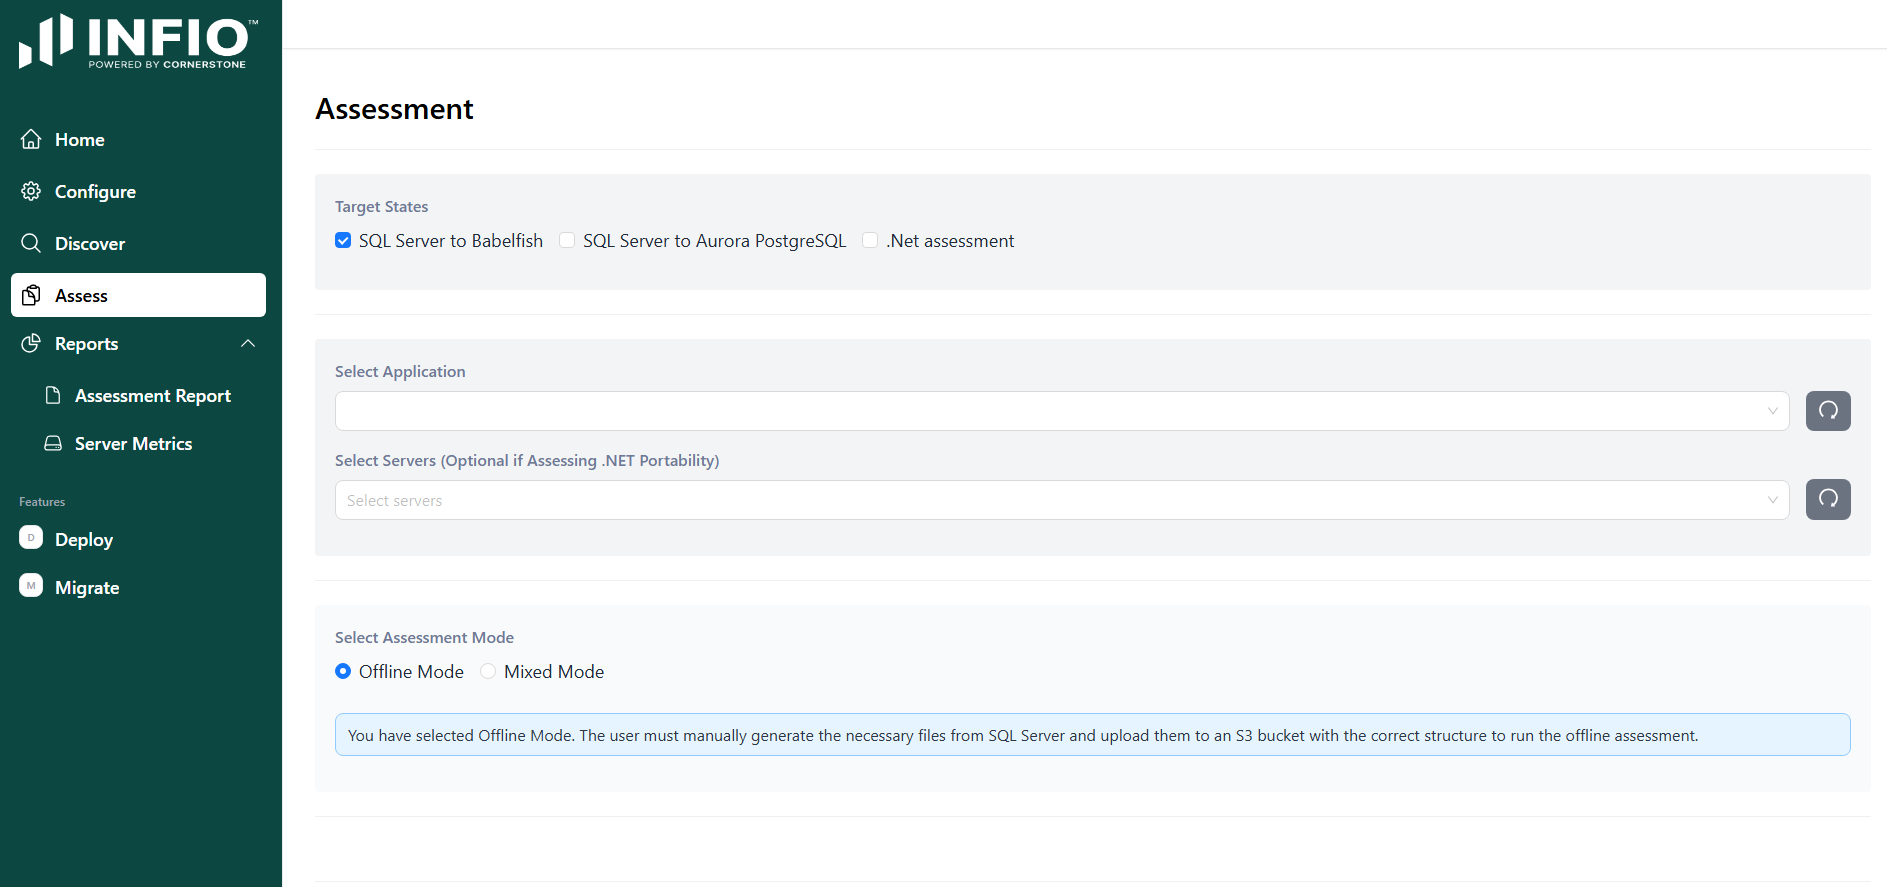 INFIO™
POWERED BY CORNERSTONE
Home
Configure
Discover
Assess
Reports
Assessment Report
Server Metrics
Features
D Deploy
M Migrate
Assessment
Target States
SQL Server to Babelfish SQL Server to Aurora PostgreSQL .Net assessment
Select Application
Select Servers (Optional if Assessing .NET Portability)
Select servers
Select Assessment Mode
Offline Mode Mixed Mode
You have selected Offline Mode. The user must manually generate the necessary files from SQL Server and upload them to an S3 bucket with the correct structure to run the offline assessment.